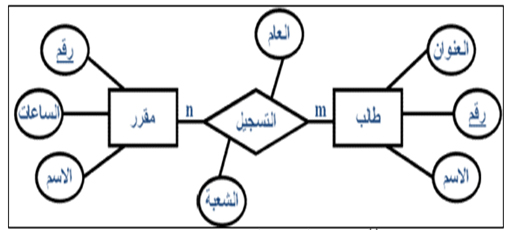 العام
العنوان
رقم
رقم
طالب
m
التسجيل
n
مقرر
الساعات
الاسم
الاسم
الشعبة